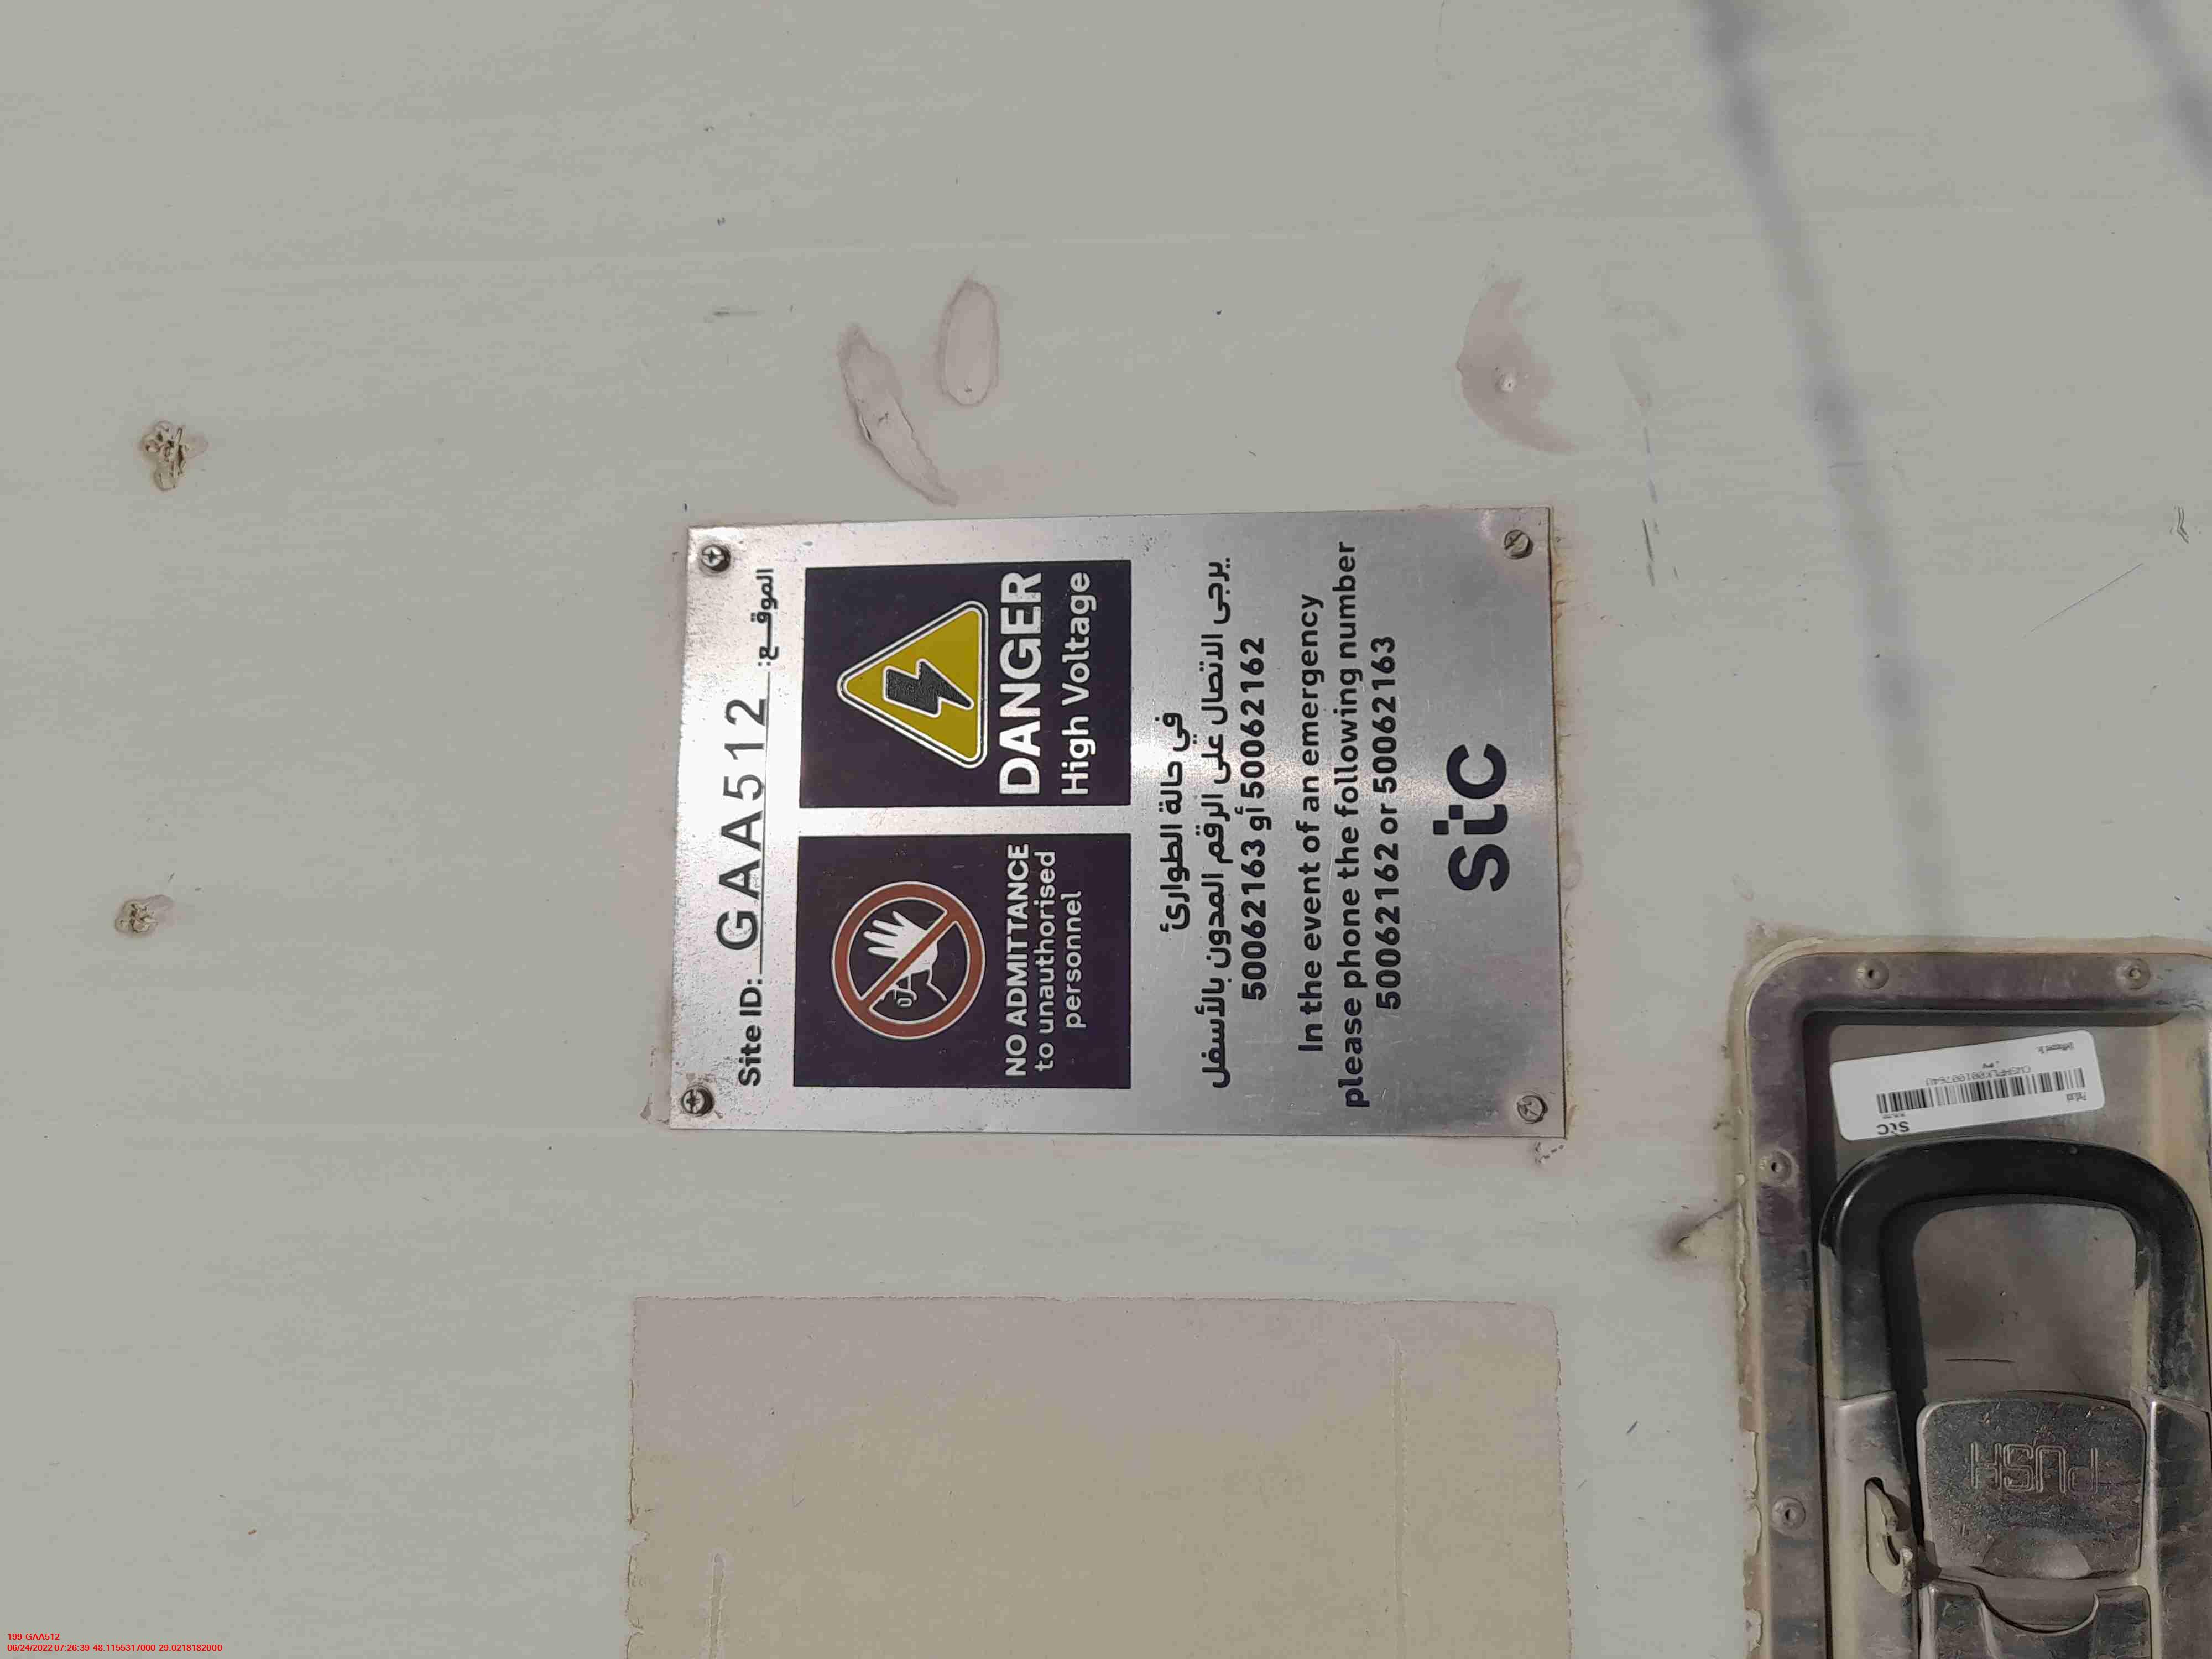 Site ID: GAA512 الموقــع:
NO ADMITTANCE
to unauthorised
personnel
DANGER
High Voltage
في حالة الطوارئ
يرجى الاتصال على الرقم المدون بالأسفل
50062163 أو 50062162
In the event of an emergency
please phone the following number
50062162 or 50062163
stc
stc
PUSH
199-GAA512
06/24/2022 07:26:39 48.1155317000 29.0218182000